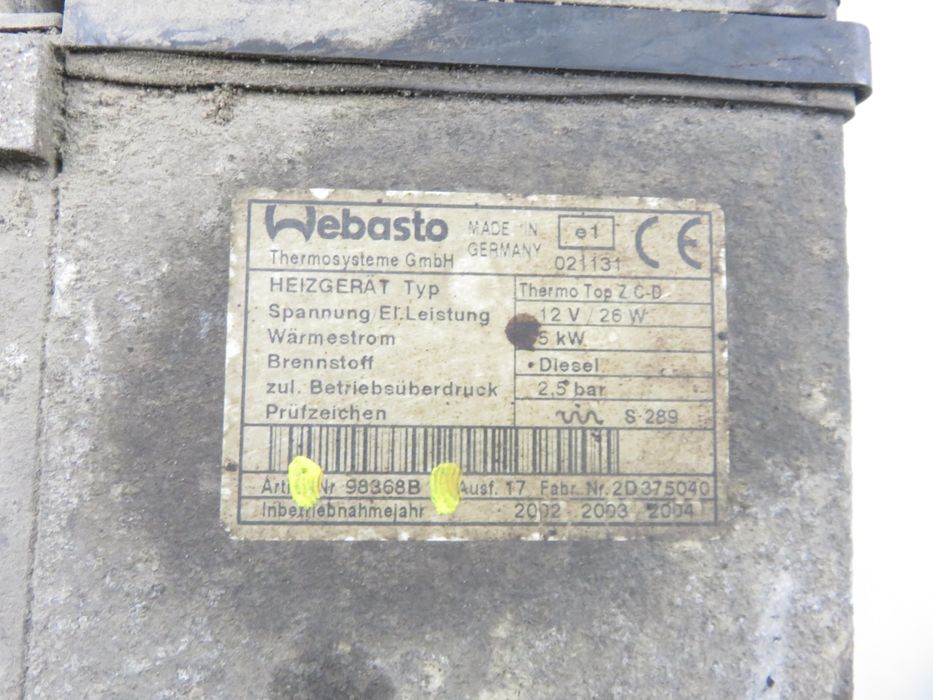 Webasto
Thermosysteme GmbH
MADE IN
GERMANY
e1
021131
CE
HEIZGERÄT Typ Thermo Top Z C-D
Spannung/El.Leistung 12 V / 26 W
Wärmestrom 5 kW
Brennstoff Diesel
zul. Betriebsüberdruck 2,5 bar
Prüfzeichen S 289
Nr 98368B Ausf. 17 Fabr. Nr. 2D375040
Inbetriebnahmejahr 2002 2003 2004